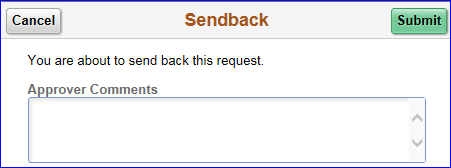 Cancel Sendback Submit
You are about to send back this request.
Approver Comments